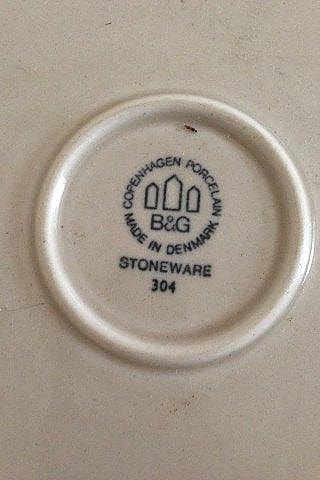 COPENHAGEN PORCELAIN
B&G
MADE IN DENMARK
STONEWARE
304